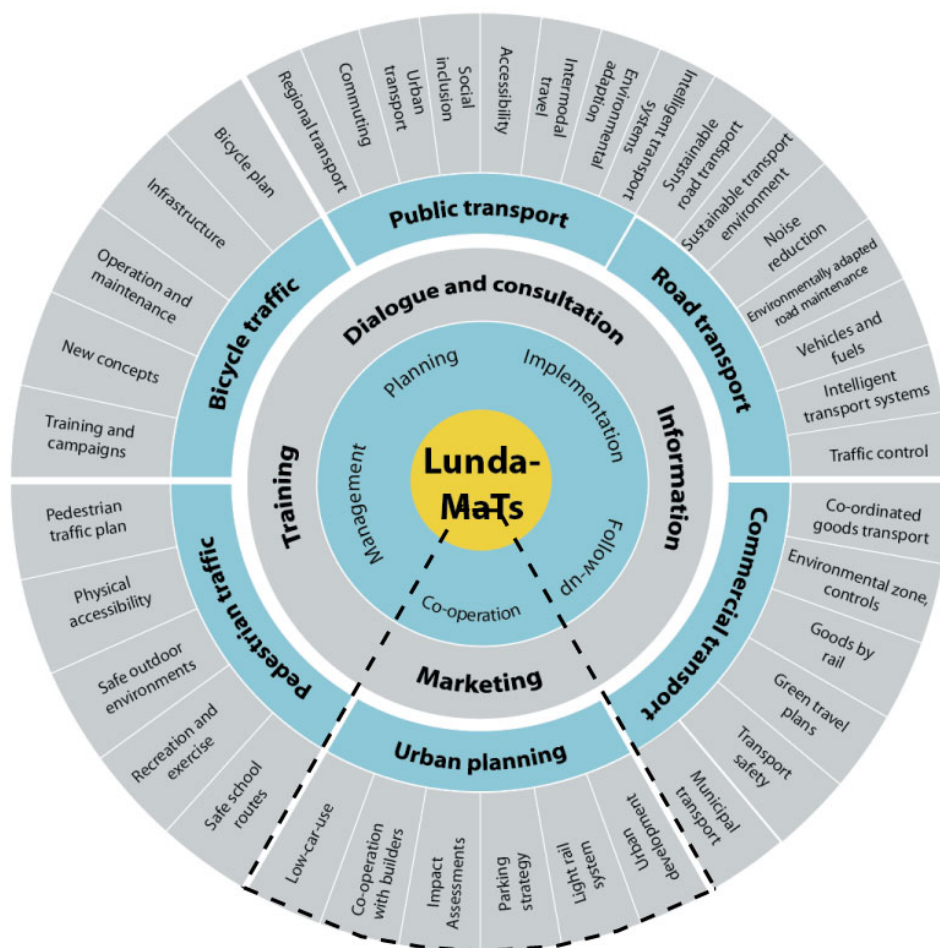 Regional transport
Commuting
Urban
transport
Social
inclusion
Accessibility
Intermodal
travel
Environmental
adaption
Intelligent transport
systems
Sustainable
road transport
Sustainable transport
environment
Noise
reduction
Environmentally adapted
road maintenance
Vehicles and
fuels
Intelligent
transport systems
Traffic control
Co-ordinated
goods transport
Environmental zone,
controls
Goods by
rail
Green travel
plans
Transport
safety
Municipal
transport
Urban
development
Light rail
system
Parking
strategy
Impact
Assessments
Co-operation
with builders
Low-car-use
Safe school
routes
Recreation and
exercise
Safe outdoor
environments
Physical
accessibility
Pedestrian
traffic plan
Training and
campaigns
New concepts
Operation and
maintenance
Infrastructure
Bicycle plan
Public transport
Road transport
Commercial transport
Urban planning
Pedestrian traffic
Bicycle traffic
Dialogue and consultation
Information
Marketing
Training
Planning
Implementation
Follow-up
Co-operation
Management
Lunda-
MaTs